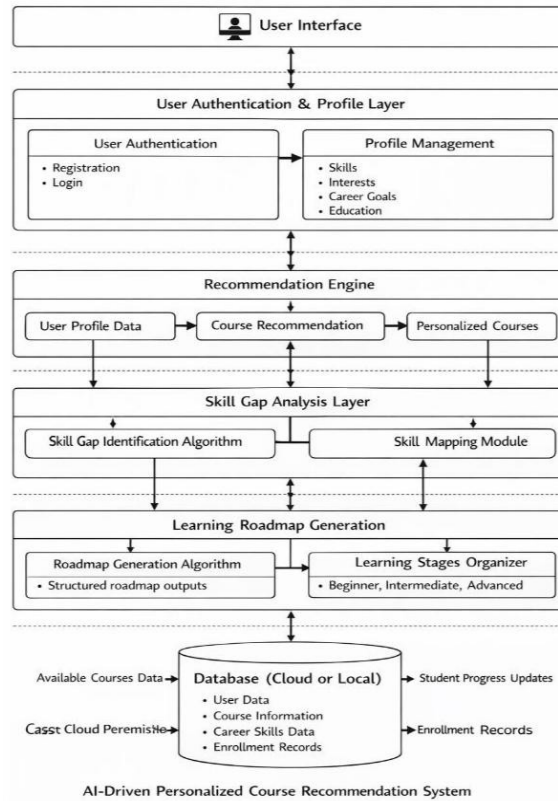 User Interface
User Authentication & Profile Layer
User Authentication
• Registration
• Login
Profile Management
• Skills
• Interests
• Career Goals
• Education
Recommendation Engine
User Profile Data
Course Recommendation
Personalized Courses
Skill Gap Analysis Layer
Skill Gap Identification Algorithm
Skill Mapping Module
Learning Roadmap Generation
Roadmap Generation Algorithm
• Structured roadmap outputs
Learning Stages Organizer
• Beginner, Intermediate, Advanced
Available Courses Data
Database (Cloud or Local)
• User Data
• Course Information
• Career Skills Data
• Enrollment Records
Student Progress Updates
Cloud
Enrollment Records
AI-Driven Personalized Course Recommendation System